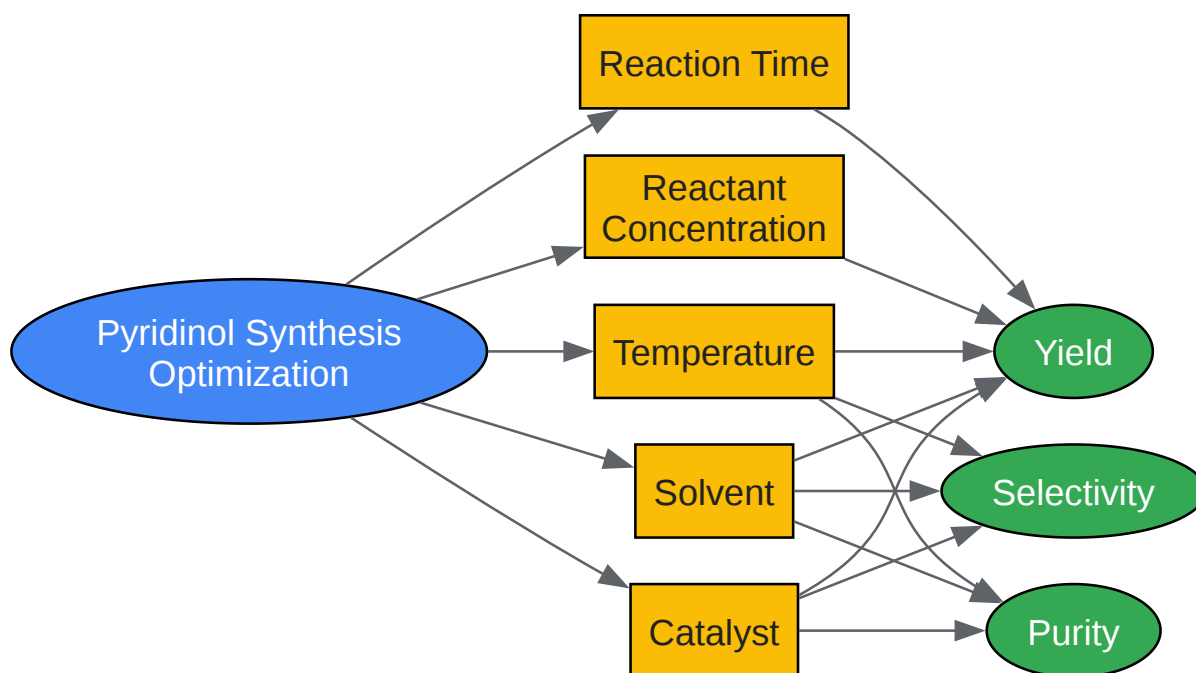 Reaction Time
Reactant
Concentration
Pyridinol Synthesis
Optimization
Temperature
Yield
Solvent
Selectivity
Catalyst
Purity